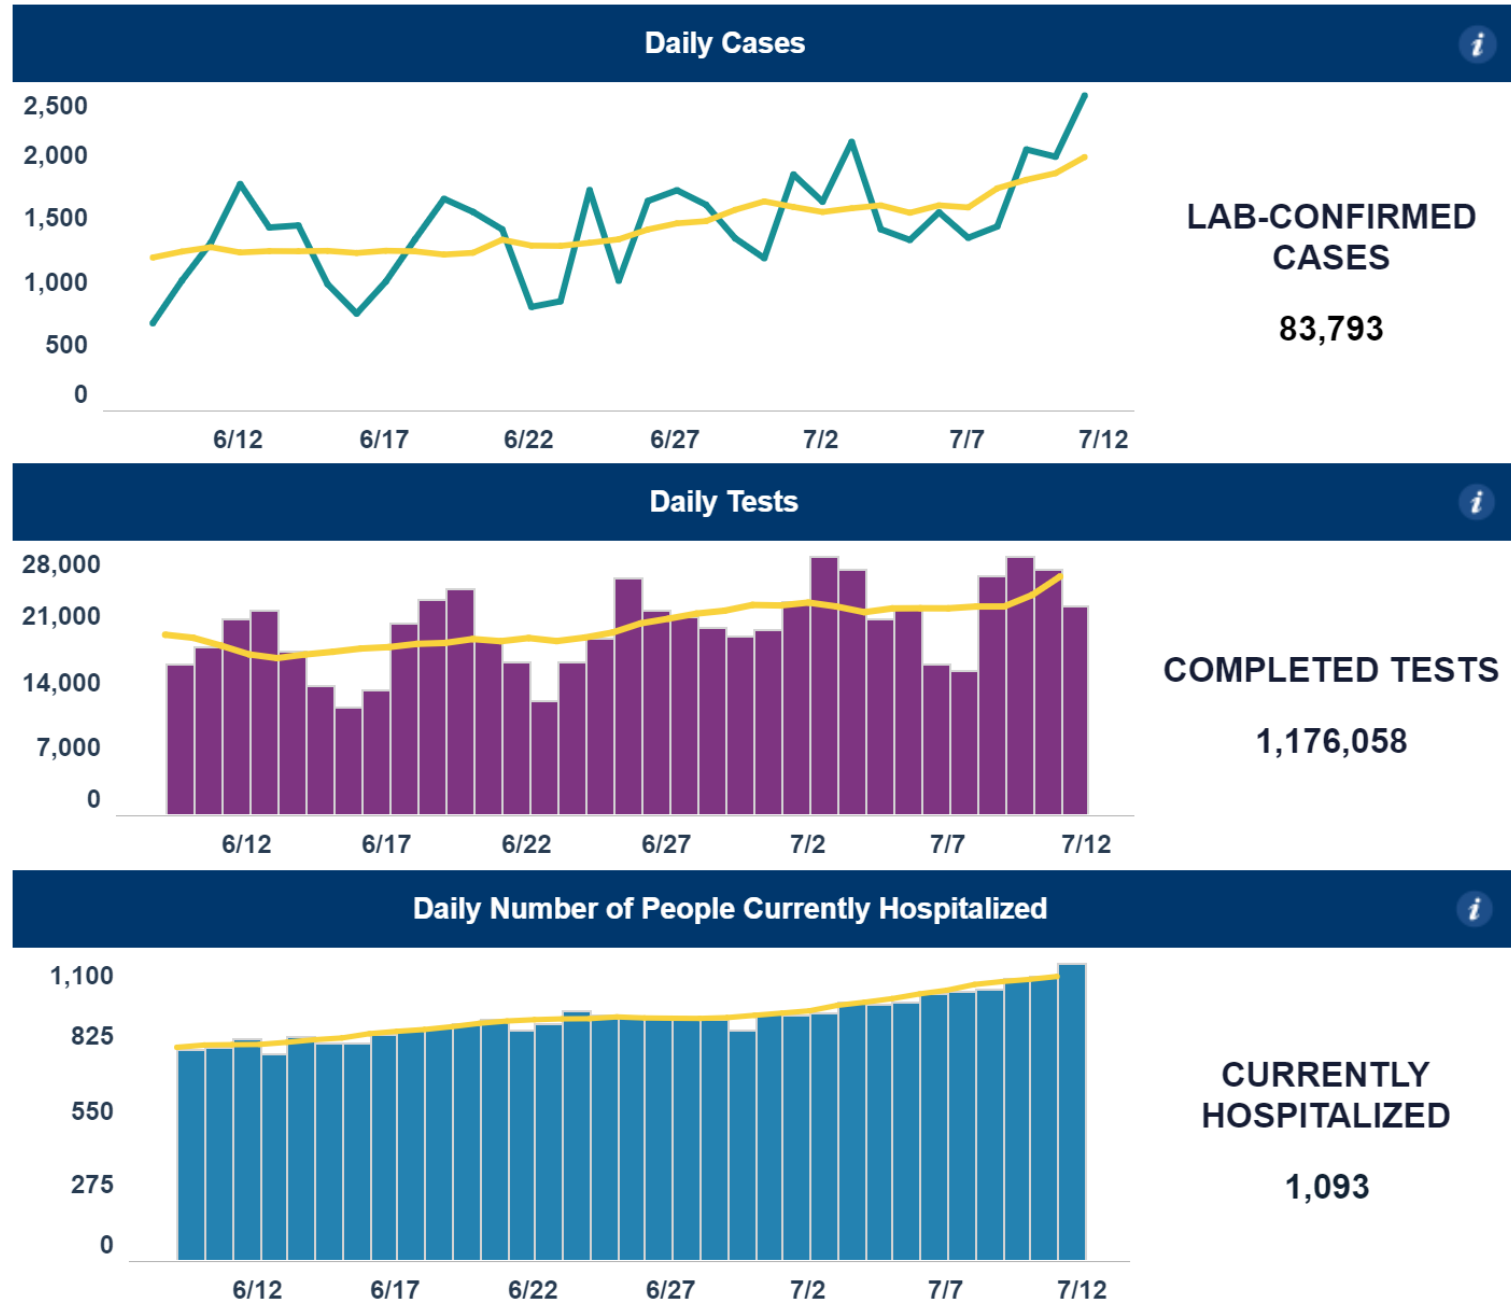 Daily Cases
i
2,500
2,000
1,500
1,000
500
0
6/12 6/17 6/22 6/27 7/2 7/7 7/12
LAB-CONFIRMED
CASES
83,793
Daily Tests
i
28,000
21,000
14,000
7,000
0
6/12 6/17 6/22 6/27 7/2 7/7 7/12
COMPLETED TESTS
1,176,058
Daily Number of People Currently Hospitalized
i
1,100
825
550
275
0
6/12 6/17 6/22 6/27 7/2 7/7 7/12
CURRENTLY
HOSPITALIZED
1,093